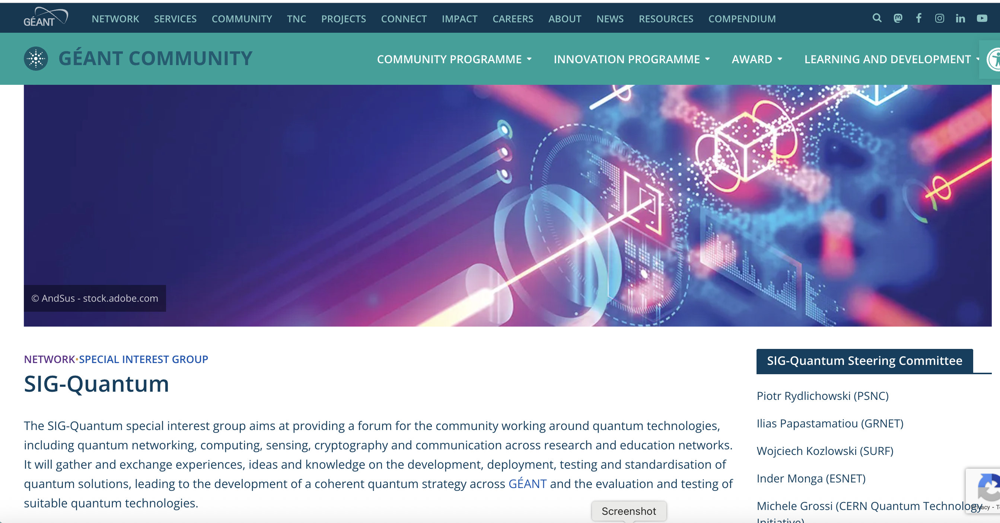 GÉANT
NETWORK SERVICES COMMUNITY TNC PROJECTS CONNECT IMPACT CAREERS ABOUT NEWS RESOURCES COMPENDIUM
GÉANT COMMUNITY
COMMUNITY PROGRAMME INNOVATION PROGRAMME AWARD LEARNING AND DEVELOPMENT
© AndSus - stock.adobe.com
NETWORK•SPECIAL INTEREST GROUP
SIG-Quantum
The SIG-Quantum special interest group aims at providing a forum for the community working around quantum technologies,
including quantum networking, computing, sensing, cryptography and communication across research and education networks.
It will gather and exchange experiences, ideas and knowledge on the development, deployment, testing and standardisation of
quantum solutions, leading to the development of a coherent quantum strategy across GÉANT and the evaluation and testing of
suitable quantum technologies.
SIG-Quantum Steering Committee
Piotr Rydlichowski (PSNC)
Ilias Papastamatiou (GRNET)
Wojciech Kozlowski (SURF)
Inder Monga (ESNET)
Michele Grossi (CERN Quantum Technology
Initiative)
Privacy -
Screenshot